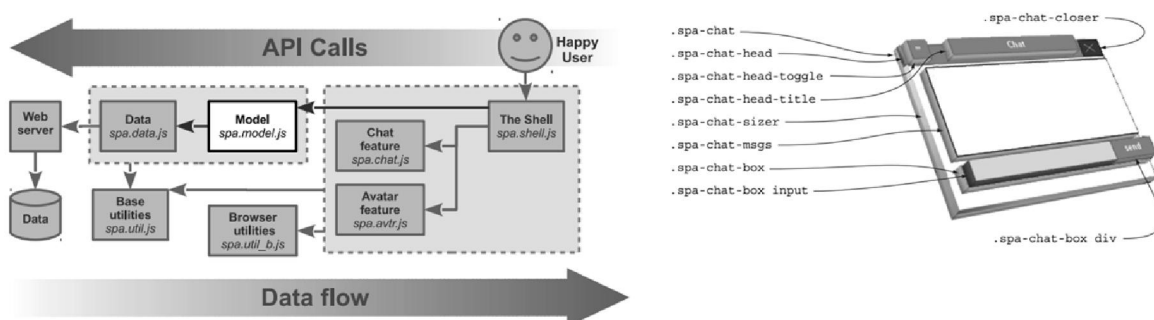 API Calls
Happy
User
Web
server
Data
spa.data.js
Model
spa.model.js
The Shell
spa.shell.js
Chat
feature
spa.chat.js
Data
Base
utilities
spa.util.js
Browser
utilities
spa.util_b.js
Avatar
feature
spa.avtr.js
Data flow
.spa-chat-closer
.spa-chat
.spa-chat-head
.spa-chat-head-toggle
.spa-chat-head-title
.spa-chat-sizer
.spa-chat-msgs
.spa-chat-box
.spa-chat-box input
Chat
send
.spa-chat-box div